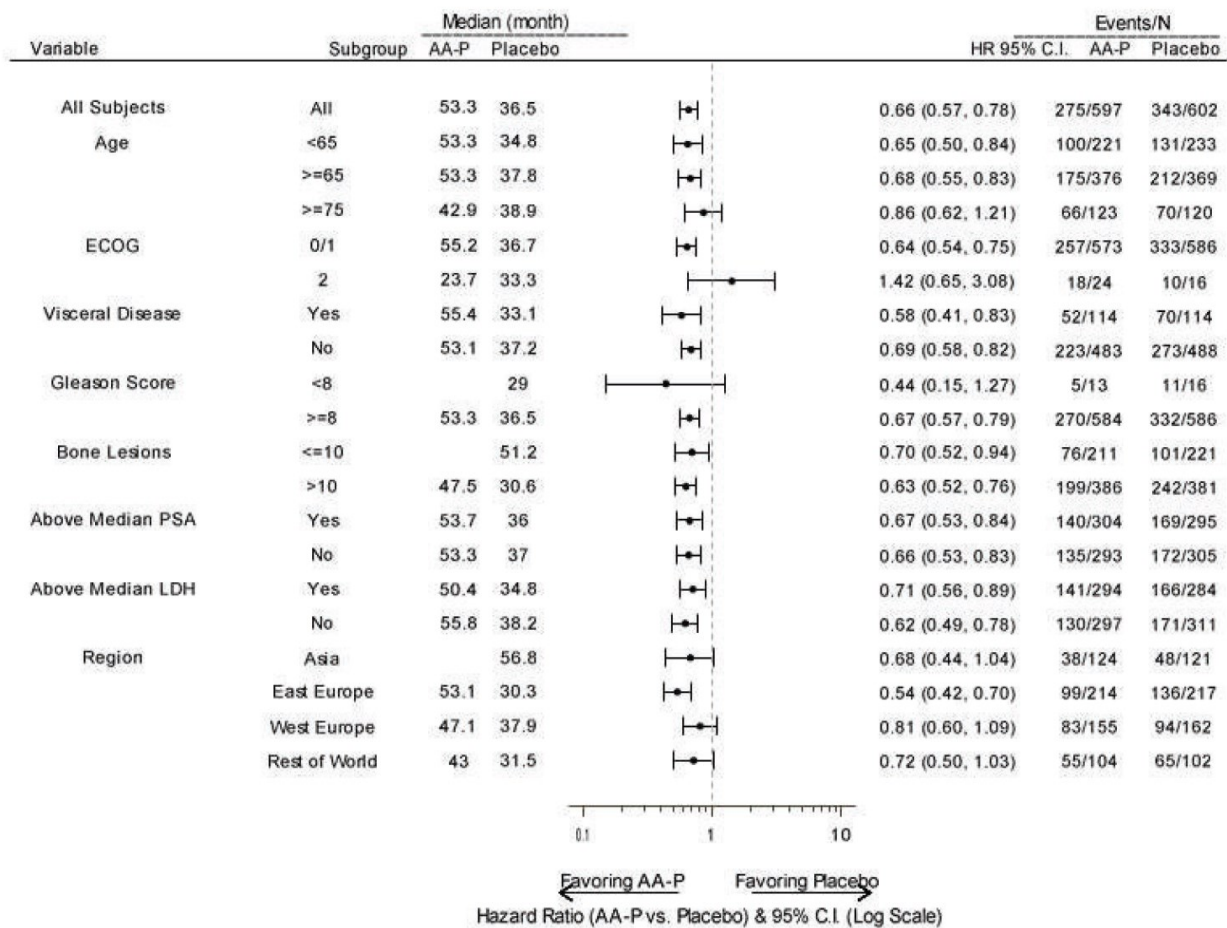 Median (month) Events/N
Variable Subgroup AA-P Placebo HR 95% C.I. AA-P Placebo
All Subjects All 53.3 36.5 0.66 (0.57, 0.78) 275/597 343/602
Age <65 53.3 34.8 0.65 (0.50, 0.84) 100/221 131/233
>=65 53.3 37.8 0.68 (0.55, 0.83) 175/376 212/369
>=75 42.9 38.9 0.86 (0.62, 1.21) 66/123 70/120
ECOG 0/1 55.2 36.7 0.64 (0.54, 0.75) 257/573 333/586
2 23.7 33.3 1.42 (0.65, 3.08) 18/24 10/16
Visceral Disease Yes 55.4 33.1 0.58 (0.41, 0.83) 52/114 70/114
No 53.1 37.2 0.69 (0.58, 0.82) 223/483 273/488
Gleason Score <8 29 0.44 (0.15, 1.27) 5/13 11/16
>=8 53.3 36.5 0.67 (0.57, 0.79) 270/584 332/586
Bone Lesions <=10 51.2 0.70 (0.52, 0.94) 76/211 101/221
>10 47.5 30.6 0.63 (0.52, 0.76) 199/386 242/381
Above Median PSA Yes 53.7 36 0.67 (0.53, 0.84) 140/304 169/295
No 53.3 37 0.66 (0.53, 0.83) 135/293 172/305
Above Median LDH Yes 50.4 34.8 0.71 (0.56, 0.89) 141/294 166/284
No 55.8 38.2 0.62 (0.49, 0.78) 130/297 171/311
Region Asia 56.8 0.68 (0.44, 1.04) 38/124 48/121
East Europe 53.1 30.3 0.54 (0.42, 0.70) 99/214 136/217
West Europe 47.1 37.9 0.81 (0.60, 1.09) 83/155 94/162
Rest of World 43 31.5 0.72 (0.50, 1.03) 55/104 65/102
0.1 1 10
Favoring AA-P Favoring Placebo
Hazard Ratio (AA-P vs. Placebo) & 95% C.I. (Log Scale)